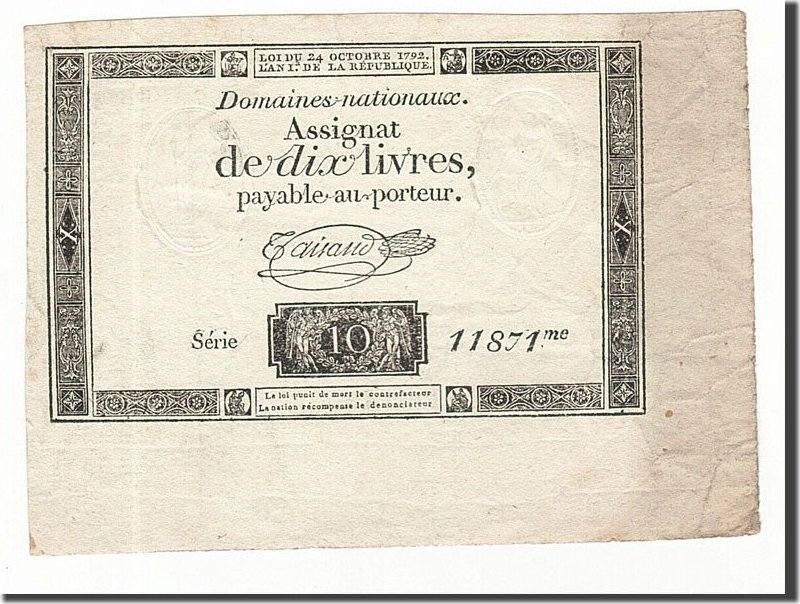 LOI DU 24 OCTOBRE 1792.
L'AN I.er DE LA RÉPUBLIQUE.
Domaines nationaux.
Assignat
de dix livres,
payable au porteur.
Taisaud
Série 10 11871.me
X X
La loi punit de mort le contrefacteur
La nation récompense le dénonciateur